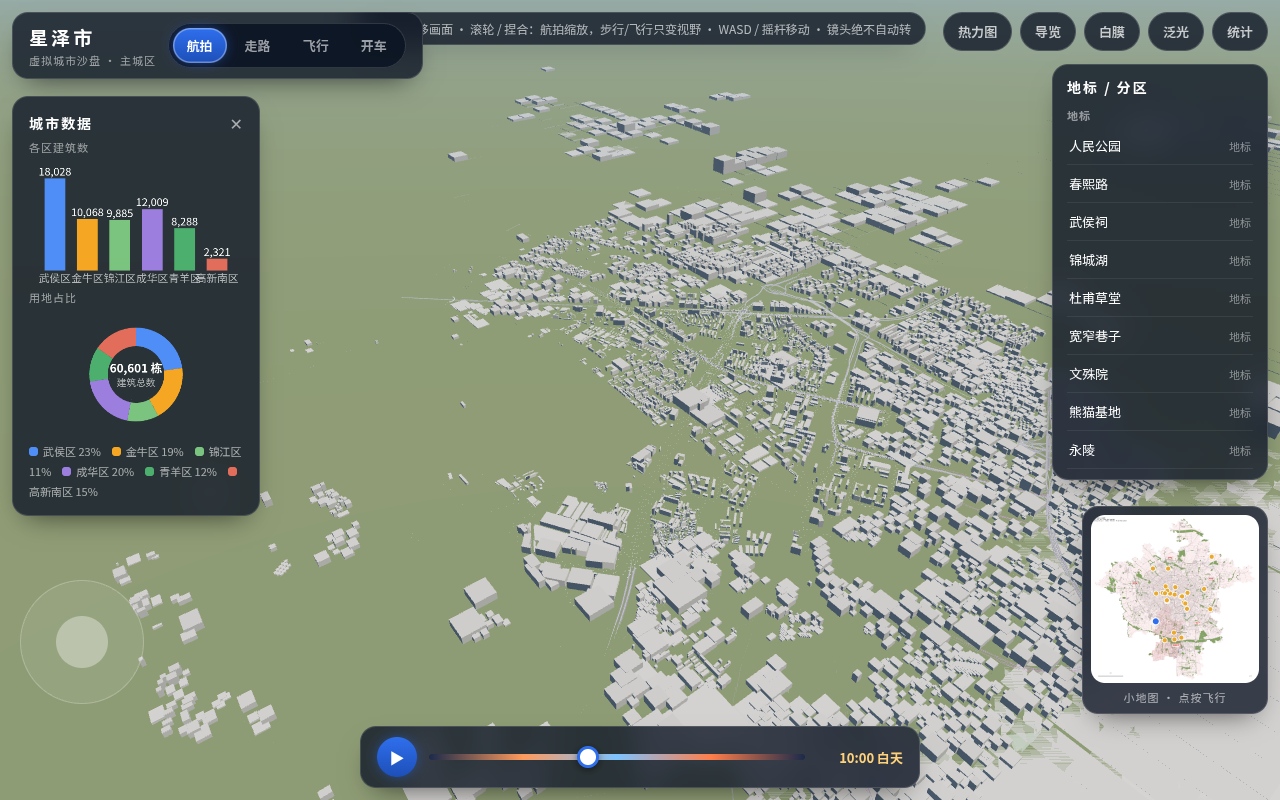 星泽市
虚拟城市沙盘 · 主城区
航拍
走路
飞行
开车
画面 · 滚轮 / 捏合：航拍缩放，步行/飞行只变视野 · WASD / 摇杆移动 · 镜头绝不自动转
热力图
导览
白膜
泛光
统计
城市数据
×
各区建筑数
18,028
10,068
9,885
12,009
8,288
2,321
武侯区
金牛区
锦江区
成华区
青羊区
高新南区
用地占比
60,601 栋
建筑总数
武侯区 23% 金牛区 19% 锦江区
11% 成华区 20% 青羊区 12%
高新南区 15%
地标 / 分区
地标
人民公园 地标
春熙路 地标
武侯祠 地标
锦城湖 地标
杜甫草堂 地标
宽窄巷子 地标
文殊院 地标
熊猫基地 地标
永陵 地标
小地图 · 点按飞行
10:00 白天